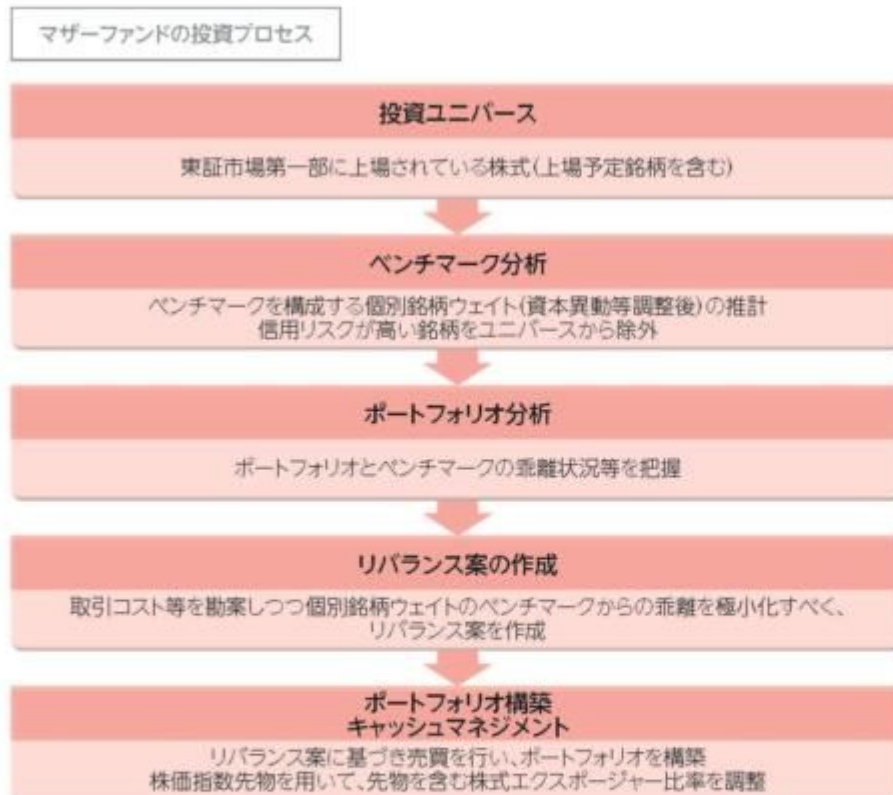 マザーファンドの投資プロセス
投資ユニバース
東証市場第一部に上場されている株式(上場予定銘柄を含む)
ベンチマーク分析
ベンチマークを構成する個別銘柄ウェイト(資本異動等調整後)の推計
信用リスクが高い銘柄をユニバースから除外
ポートフォリオ分析
ポートフォリオとベンチマークの乖離状況等を把握
リバランス案の作成
取引コスト等を勘案しつつ個別銘柄ウェイトのベンチマークからの乖離を極小化すべく、
リバランス案を作成
ポートフォリオ構築
キャッシュマネジメント
リバランス案に基づき売買を行い、ポートフォリオを構築
株価指数先物を用いて、先物を含む株式エクスポージャー比率を調整